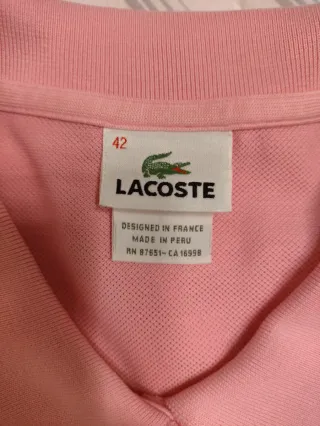 42
LACOSTE
DESIGNED IN FRANCE
MADE IN PERU
RN 87651- CA 16998